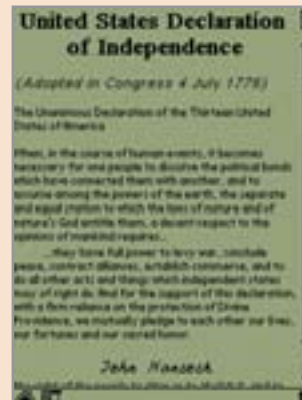 United States Declaration
of Independence
(Adopted in Congress 4 July 1776)
The Unanimous Declaration of the Thirteen United
States of America
When, in the course of human events, it becomes
necessary for one people to dissolve the political bonds
which have connected them with another, and to
assume among the powers of the earth, the separate
and equal station to which the laws of nature and of
nature's God entitle them, a decent respect to the
opinions of mankind requires..
...they have full power to levy war, conclude
peace, contract alliances, establish commerce, and to
do all other acts and things which independent states
may of right do. And for the support of this declaration,
with a firm reliance on the protection of Divine
Providence, we mutually pledge to each other our lives,
our fortunes and our sacred honor.
John Hancock